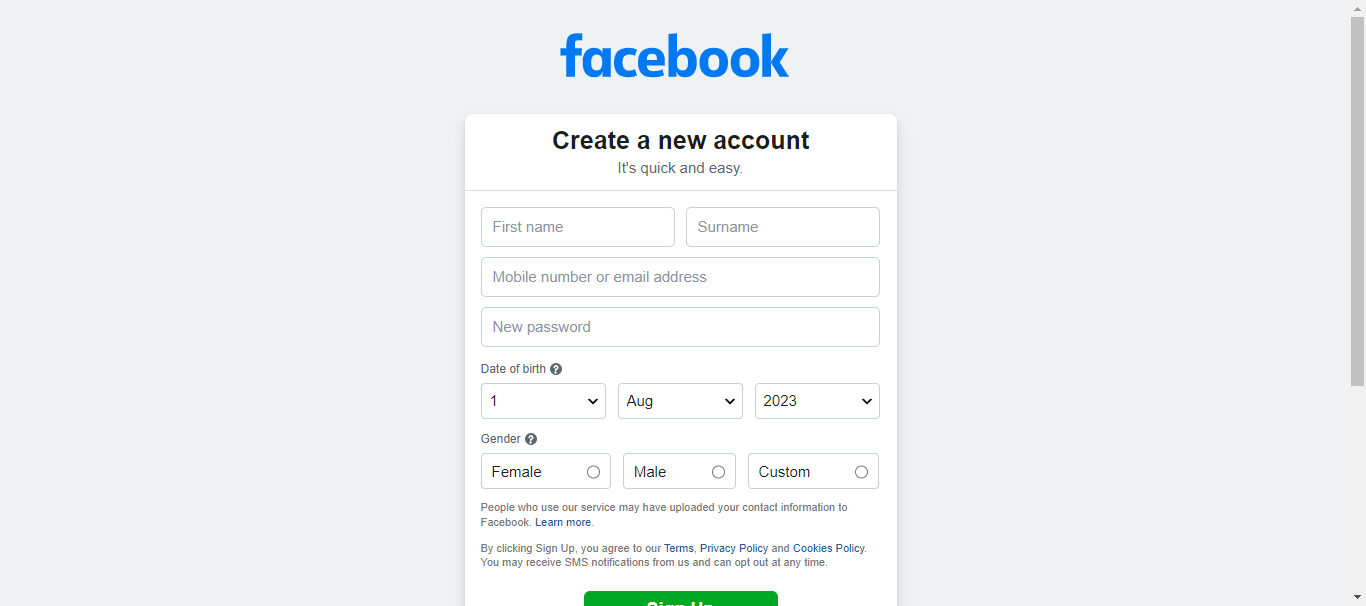 facebook
Create a new account
It's quick and easy.
First name Surname
Mobile number or email address
New password
Date of birth ?
1 Aug 2023
Gender ?
Female Male Custom
People who use our service may have uploaded your contact information to
Facebook. Learn more.
By clicking Sign Up, you agree to our Terms, Privacy Policy and Cookies Policy.
You may receive SMS notifications from us and can opt out at any time.
Sign Up